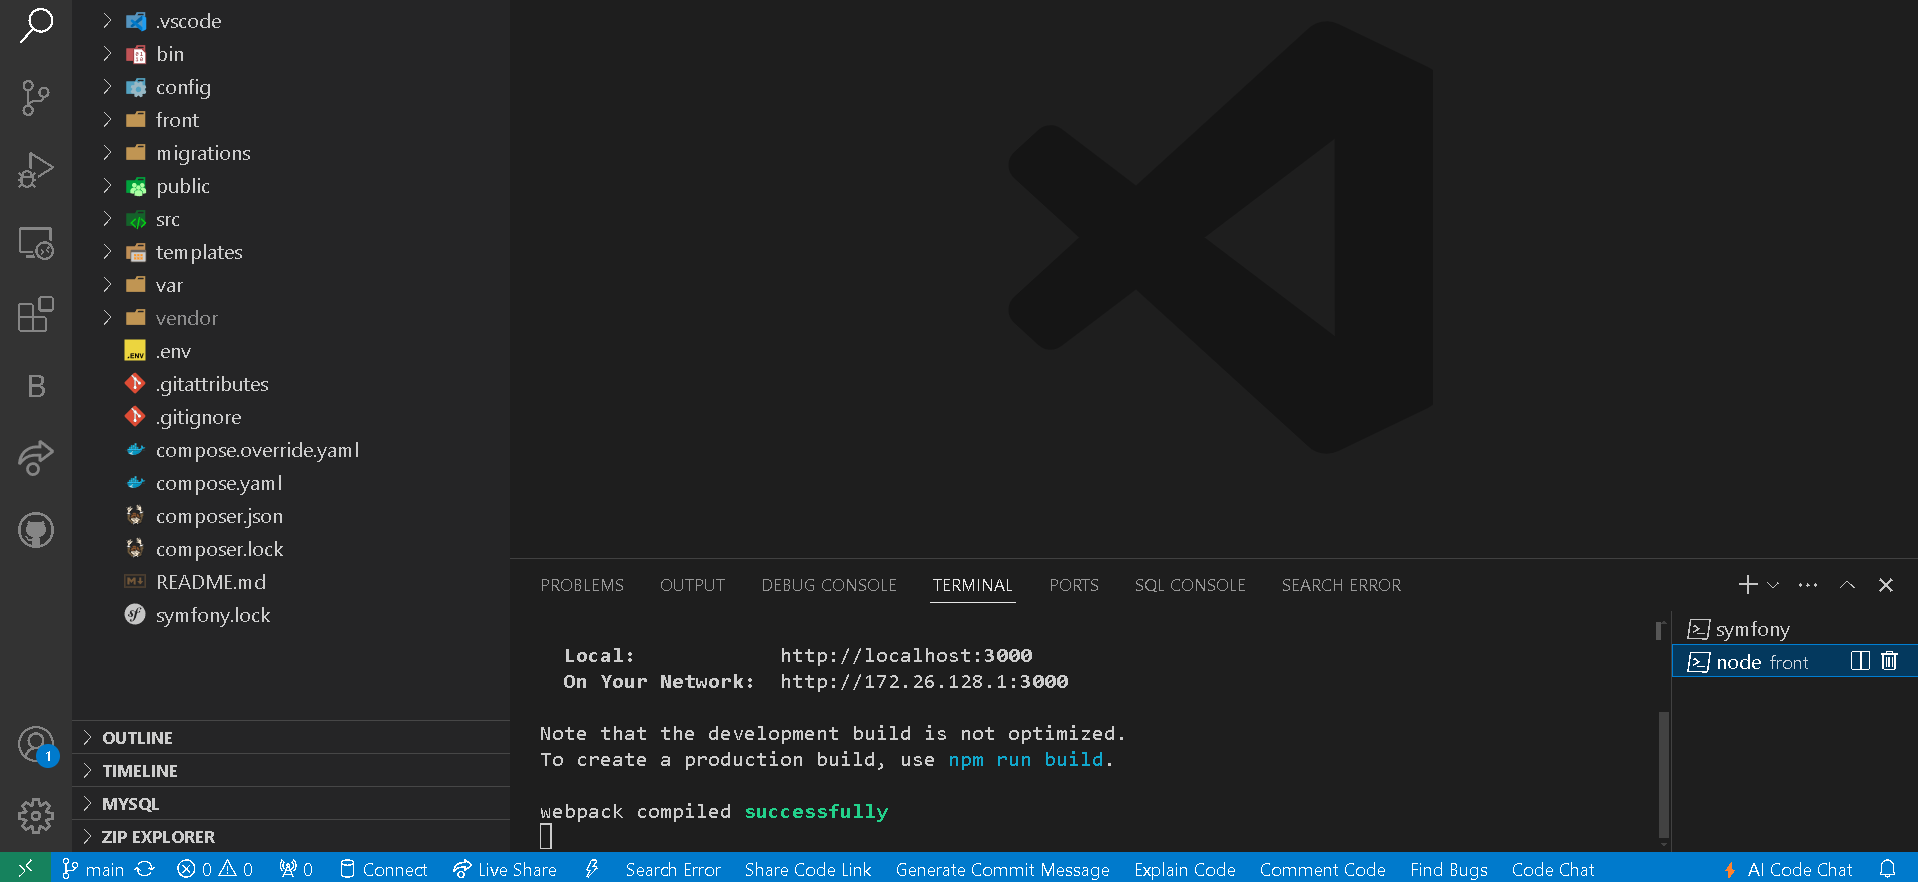 .vscode
bin
config
front
migrations
public
src
templates
var
vendor
.env
.gitattributes
.gitignore
compose.override.yaml
compose.yaml
composer.json
composer.lock
README.md
symfony.lock
OUTLINE
TIMELINE
MYSQL
ZIP EXPLORER
B
1
PROBLEMS OUTPUT DEBUG CONSOLE TERMINAL PORTS SQL CONSOLE SEARCH ERROR
Local: http://localhost:3000
On Your Network: http://172.26.128.1:3000
Note that the development build is not optimized.
To create a production build, use npm run build.
webpack compiled successfully
symfony
node front
main 0 0 0 Connect Live Share Search Error Share Code Link Generate Commit Message Explain Code Comment Code Find Bugs Code Chat AI Code Chat